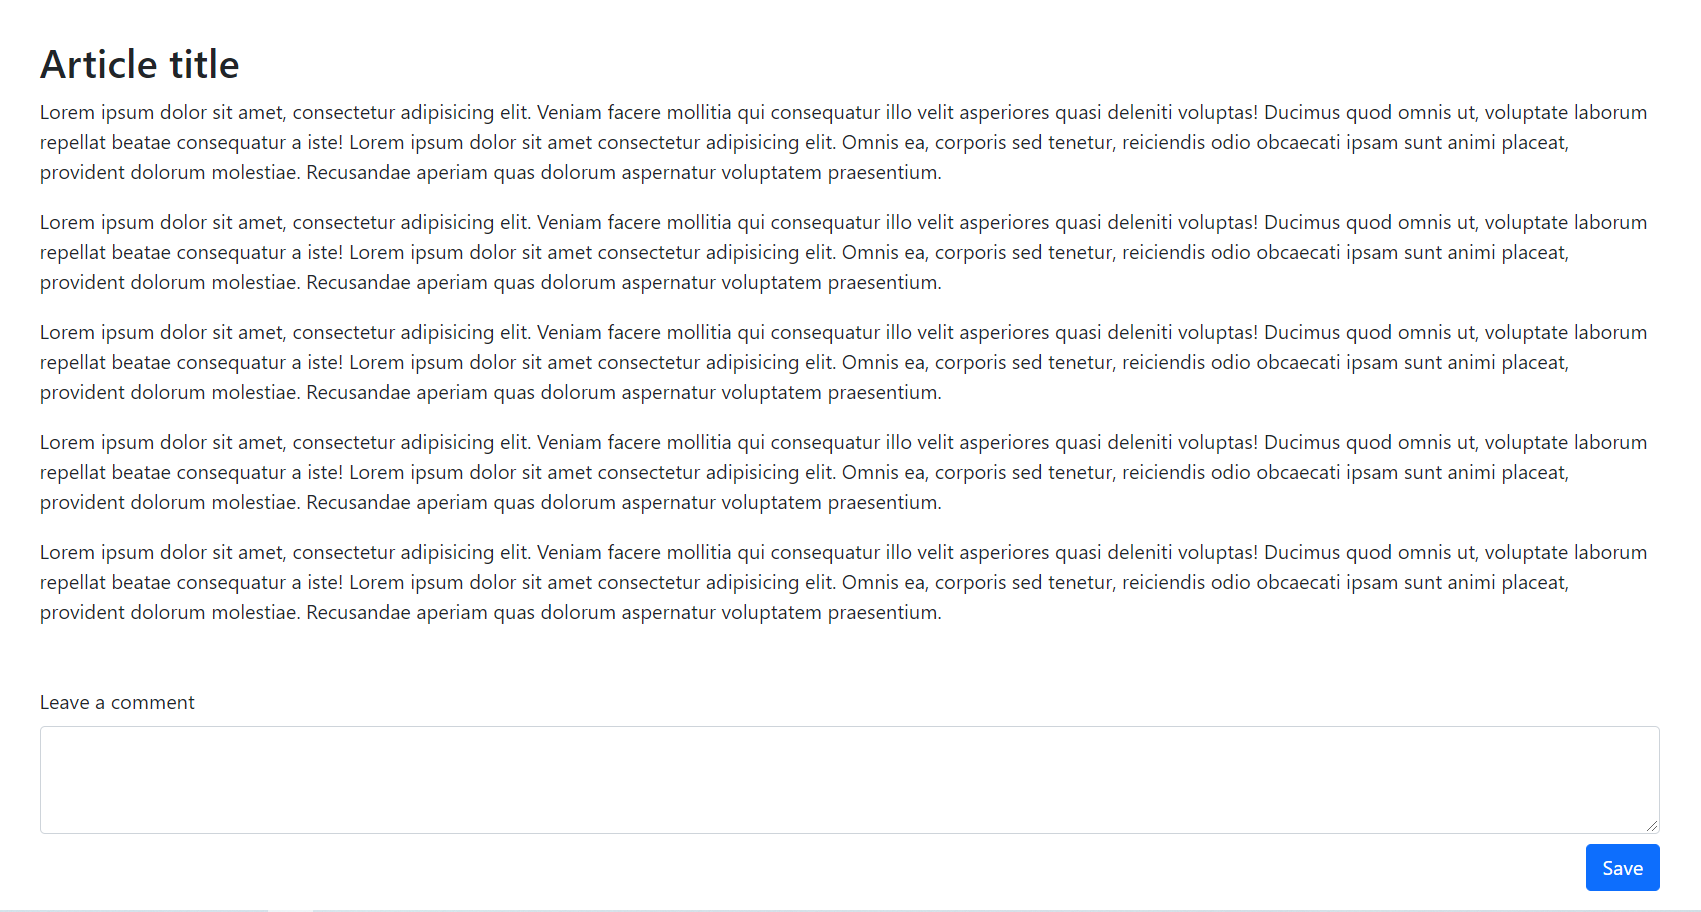 Article title
Lorem ipsum dolor sit amet, consectetur adipisicing elit. Veniam facere mollitia qui consequatur illo velit asperiores quasi deleniti voluptas! Ducimus quod omnis ut, voluptate laborum
repellat beatae consequatur a iste! Lorem ipsum dolor sit amet consectetur adipisicing elit. Omnis ea, corporis sed tenetur, reiciendis odio obcaecati ipsam sunt animi placeat,
provident dolorum molestiae. Recusandae aperiam quas dolorum aspernatur voluptatem praesentium.
Lorem ipsum dolor sit amet, consectetur adipisicing elit. Veniam facere mollitia qui consequatur illo velit asperiores quasi deleniti voluptas! Ducimus quod omnis ut, voluptate laborum
repellat beatae consequatur a iste! Lorem ipsum dolor sit amet consectetur adipisicing elit. Omnis ea, corporis sed tenetur, reiciendis odio obcaecati ipsam sunt animi placeat,
provident dolorum molestiae. Recusandae aperiam quas dolorum aspernatur voluptatem praesentium.
Lorem ipsum dolor sit amet, consectetur adipisicing elit. Veniam facere mollitia qui consequatur illo velit asperiores quasi deleniti voluptas! Ducimus quod omnis ut, voluptate laborum
repellat beatae consequatur a iste! Lorem ipsum dolor sit amet consectetur adipisicing elit. Omnis ea, corporis sed tenetur, reiciendis odio obcaecati ipsam sunt animi placeat,
provident dolorum molestiae. Recusandae aperiam quas dolorum aspernatur voluptatem praesentium.
Lorem ipsum dolor sit amet, consectetur adipisicing elit. Veniam facere mollitia qui consequatur illo velit asperiores quasi deleniti voluptas! Ducimus quod omnis ut, voluptate laborum
repellat beatae consequatur a iste! Lorem ipsum dolor sit amet consectetur adipisicing elit. Omnis ea, corporis sed tenetur, reiciendis odio obcaecati ipsam sunt animi placeat,
provident dolorum molestiae. Recusandae aperiam quas dolorum aspernatur voluptatem praesentium.
Lorem ipsum dolor sit amet, consectetur adipisicing elit. Veniam facere mollitia qui consequatur illo velit asperiores quasi deleniti voluptas! Ducimus quod omnis ut, voluptate laborum
repellat beatae consequatur a iste! Lorem ipsum dolor sit amet consectetur adipisicing elit. Omnis ea, corporis sed tenetur, reiciendis odio obcaecati ipsam sunt animi placeat,
provident dolorum molestiae. Recusandae aperiam quas dolorum aspernatur voluptatem praesentium.
Leave a comment
Save